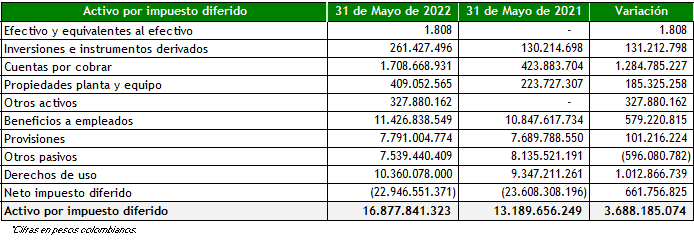 Activo por impuesto diferido 31 de Mayo de 2022 31 de Mayo de 2021 Variación
Efectivo y equivalentes al efectivo 1.808 - 1.808
Inversiones e instrumentos derivados 261.427.496 130.214.698 131.212.798
Cuentas por cobrar 1.708.668.931 423.883.704 1.284.785.227
Propiedades planta y equipo 409.052.565 223.727.307 185.325.258
Otros activos 327.880.162 - 327.880.162
Beneficios a empleados 11.426.838.549 10.847.617.734 579.220.815
Provisiones 7.791.004.774 7.689.788.550 101.216.224
Otros pasivos 7.539.440.409 8.135.521.191 (596.080.782)
Derechos de uso 10.360.078.000 9.347.211.261 1.012.866.739
Neto impuesto diferido (22.946.551.371) (23.608.308.196) 661.756.825
Activo por impuesto diferido 16.877.841.323 13.189.656.249 3.688.185.074
*Cifras en pesos colombianos.